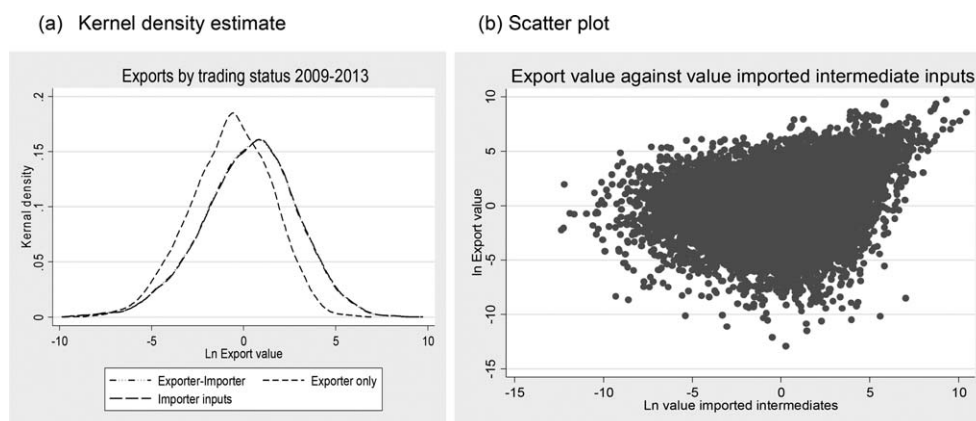 (a) Kernel density estimate
Exports by trading status 2009-2013
.2
.15
.1
.05
0
Kernal density
-10 -5 0 5 10
Ln Export value
Exporter-Importer Exporter only
Importer inputs
(b) Scatter plot
Export value against value imported intermediate inputs
10
5
0
-5
-10
-15
ln Export value
-15 -10 -5 0 5 10
Ln value imported intermediates